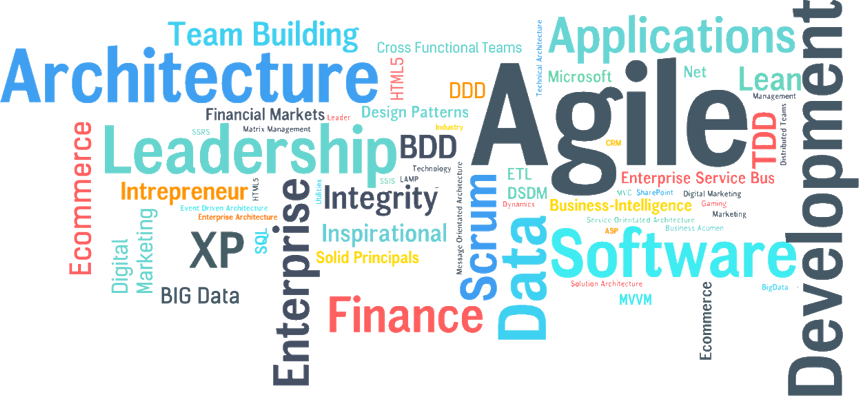 Team Building
Cross Functional Teams
Technical Architecture
Applications
Development
Architecture
HTML5
DDD
Agile
Microsoft
Net
Lean
Management
Financial Markets
Leader
Design Patterns
Industry
TDD
Distributed Teams
Ecommerce
SSRS
Matrix Management
Leadership
BDD
CRM
Technology
ETL
Enterprise Service Bus
Intrepreneur
HTML5
Enterprise
Utilities
SSIS
LAMP
Integrity
Message Orientated Architecture
Scrum
DSDM
MVC
SharePoint
Digital Marketing
Dynamics
Business-Intelligence
Gaming
Marketing
Event Driven Architecture
Enterprise Architecture
Digital
Marketing
XP
SQL
Inspirational
Data
Service Orientated Architecture
ASP
Business Acumen
Solid Principals
Software
BIG Data
Finance
Solution Architecture
MVVM
Ecommerce
BigData